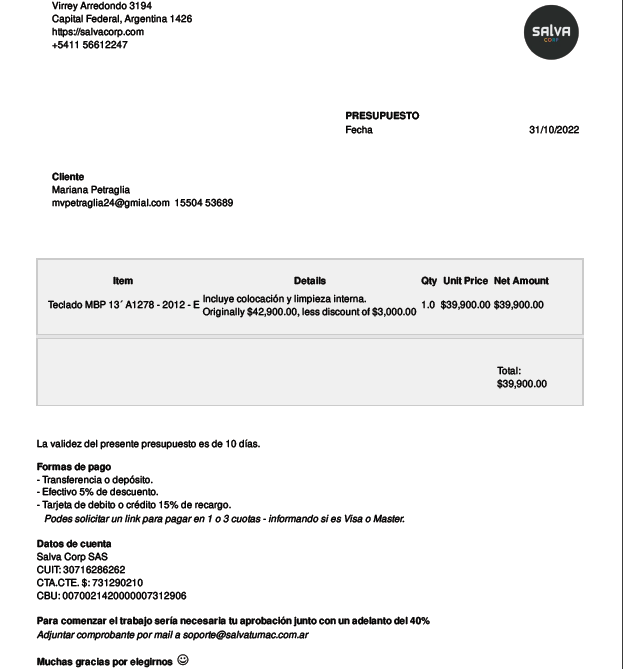 Virrey Arredondo 3194
Capital Federal, Argentina 1426
https://salvacorp.com
+5411 56612247
SALVA
CORP
PRESUPUESTO
Fecha 31/10/2022
Cliente
Mariana Petraglia
mvpetraglia24@gmial.com 15504 53689
Item Details Qty Unit Price Net Amount
Teclado MBP 13´ A1278 - 2012 - E Incluye colocación y limpieza interna. 1.0 $39,900.00 $39,900.00
Originally $42,900.00, less discount of $3,000.00
Total:
$39,900.00
La validez del presente presupuesto es de 10 días.
Formas de pago
- Transferencia o depósito.
- Efectivo 5% de descuento.
- Tarjeta de debito o crédito 15% de recargo.
Podes solicitar un link para pagar en 1 o 3 cuotas - informando si es Visa o Master.
Datos de cuenta
Salva Corp SAS
CUIT: 30716286262
CTA.CTE. $: 731290210
CBU: 0070021420000007312906
Para comenzar el trabajo sería necesaria tu aprobación junto con un adelanto del 40%
Adjuntar comprobante por mail a soporte@salvatumac.com.ar
Muchas gracias por elegirnos ☺